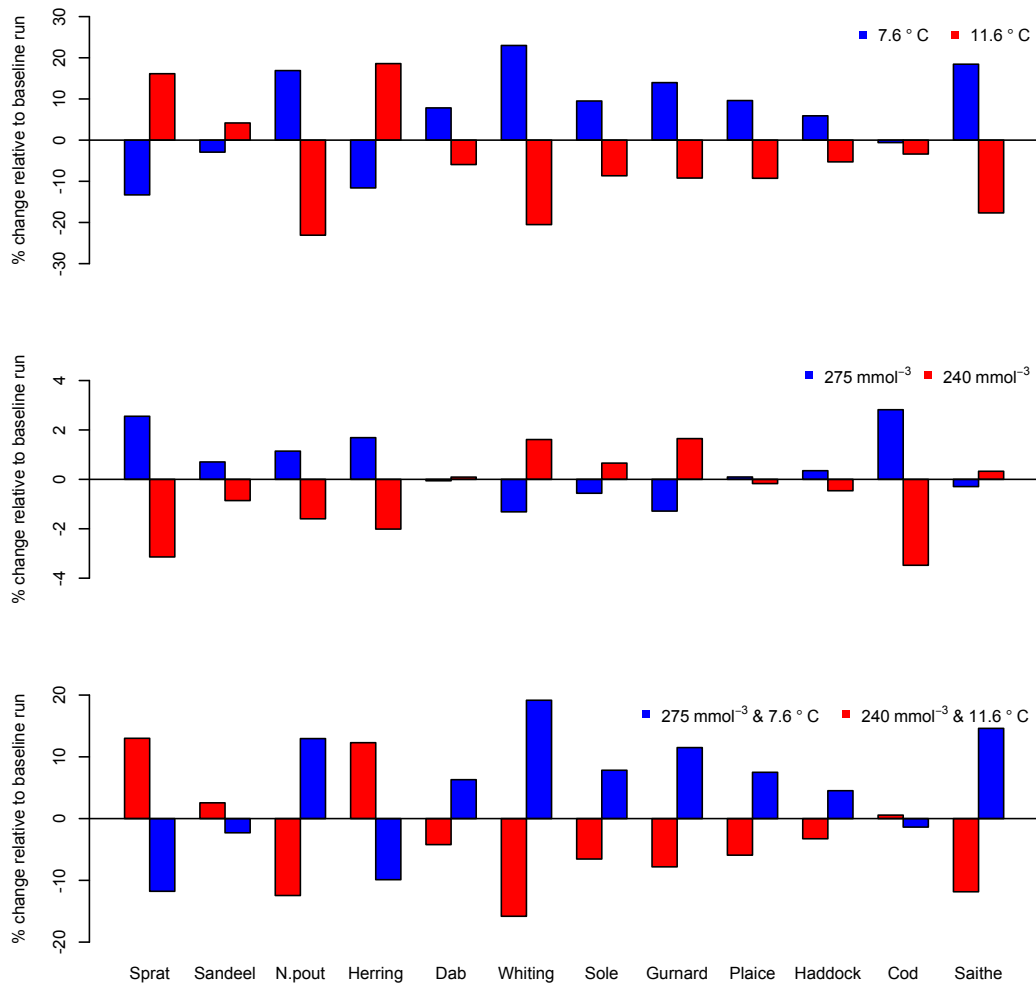 % change relative to baseline run
30
20
10
0
-10
-20
-30
7.6 ° C 11.6 ° C
% change relative to baseline run
4
2
0
-2
-4
275 mmol⁻³ 240 mmol⁻³
% change relative to baseline run
20
10
0
-10
-20
275 mmol⁻³ & 7.6 ° C 240 mmol⁻³ & 11.6 ° C
Sprat Sandeel N.pout Herring Dab Whiting Sole Gurnard Plaice Haddock Cod Saithe